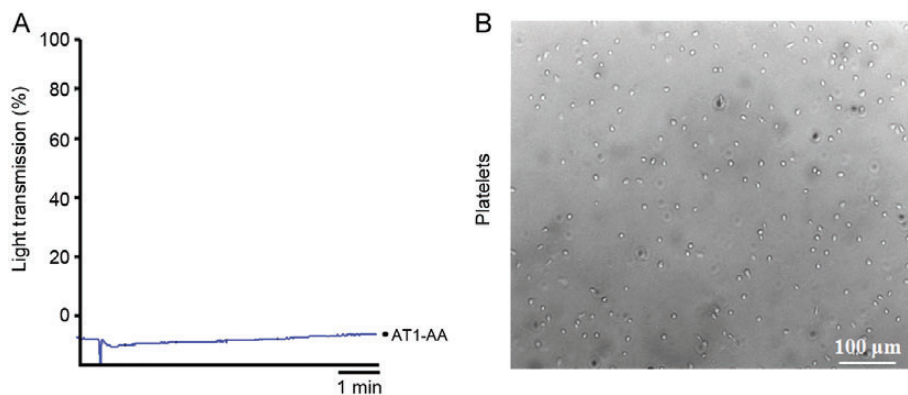 A
100
80
60
40
20
0
Light transmission (%)
AT1-AA
1 min
B
Platelets
100 µm